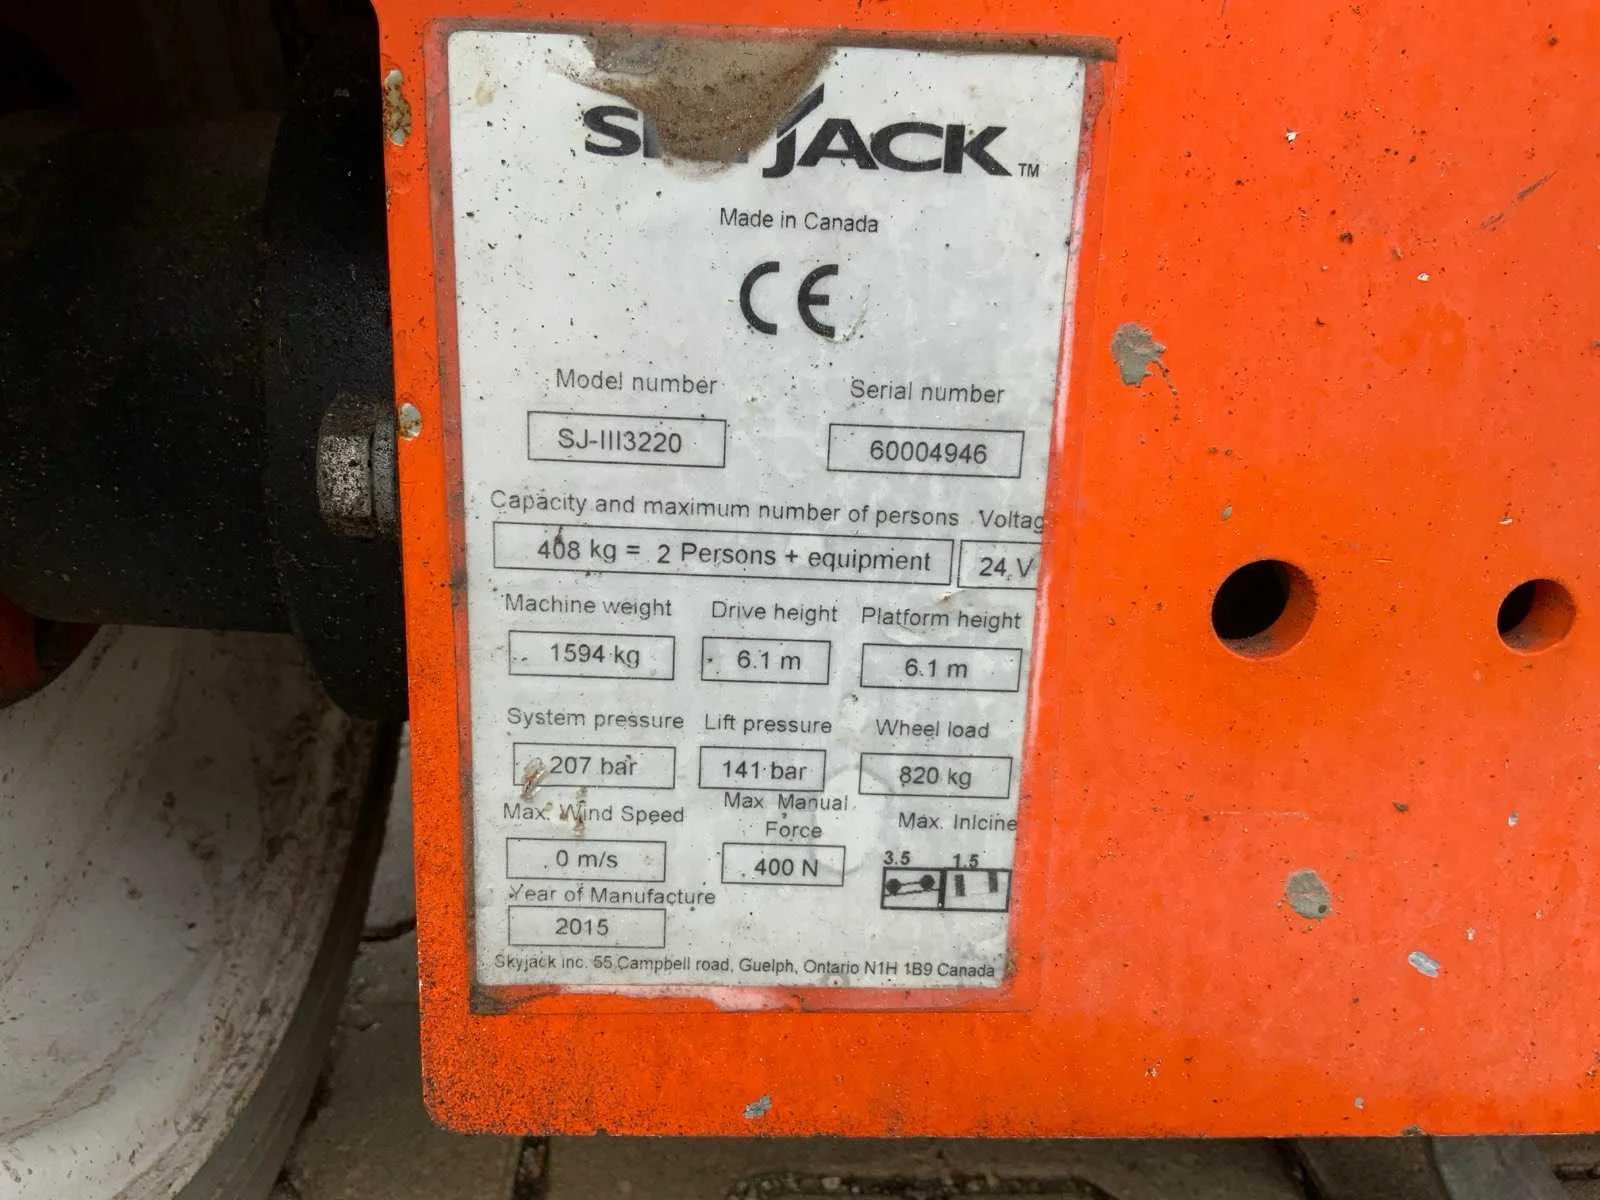 SKYJACK™
Made in Canada
CE
Model number Serial number
SJ-III3220 60004946
Capacity and maximum number of persons Voltag
408 kg = 2 Persons + equipment 24 V
Machine weight Drive height Platform height
1594 kg 6.1 m 6.1 m
System pressure Lift pressure Wheel load
207 bar 141 bar 820 kg
Max. Wind Speed Max Manual Force Max. Inlcine
0 m/s 400 N 3.5 1.5
Year of Manufacture
2015
Skyjack inc. 55 Campbell road, Guelph, Ontario N1H 1B9 Canada